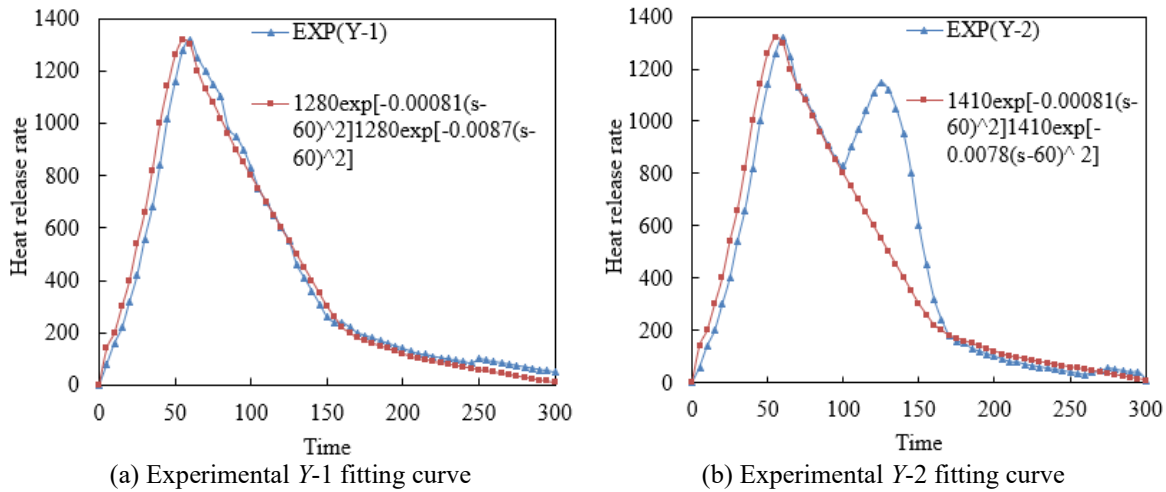 1400
1200
1000
800
600
400
200
0
Heat release rate
EXP(Y-1)
1280exp[-0.00081(s-
60)^2]1280exp[-0.0087(s-
60)^2]
0 50 100 150 200 250 300
Time
(a) Experimental Y-1 fitting curve
1400
1200
1000
800
600
400
200
0
Heat release rate
EXP(Y-2)
1410exp[-0.00081(s-
60)^2]1410exp[-
0.0078(s-60)^ 2]
0 50 100 150 200 250 300
Time
(b) Experimental Y-2 fitting curve